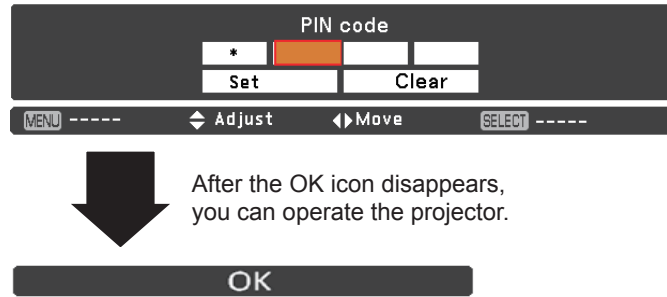 PIN code
*
Set Clear
MENU ----- Adjust Move SELECT -----
After the OK icon disappears,
you can operate the projector.
OK